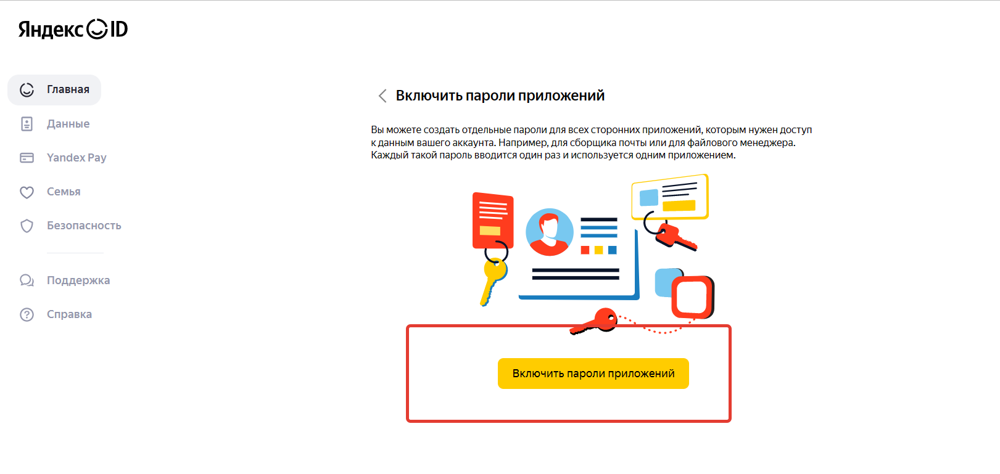 Яндекс ID
Главная
Данные
Yandex Pay
Семья
Безопасность
Поддержка
Справка
Включить пароли приложений
Вы можете создать отдельные пароли для всех сторонних приложений, которым нужен доступ
к данным вашего аккаунта. Например, для сборщика почты или для файлового менеджера.
Каждый такой пароль вводится один раз и используется одним приложением.
Включить пароли приложений